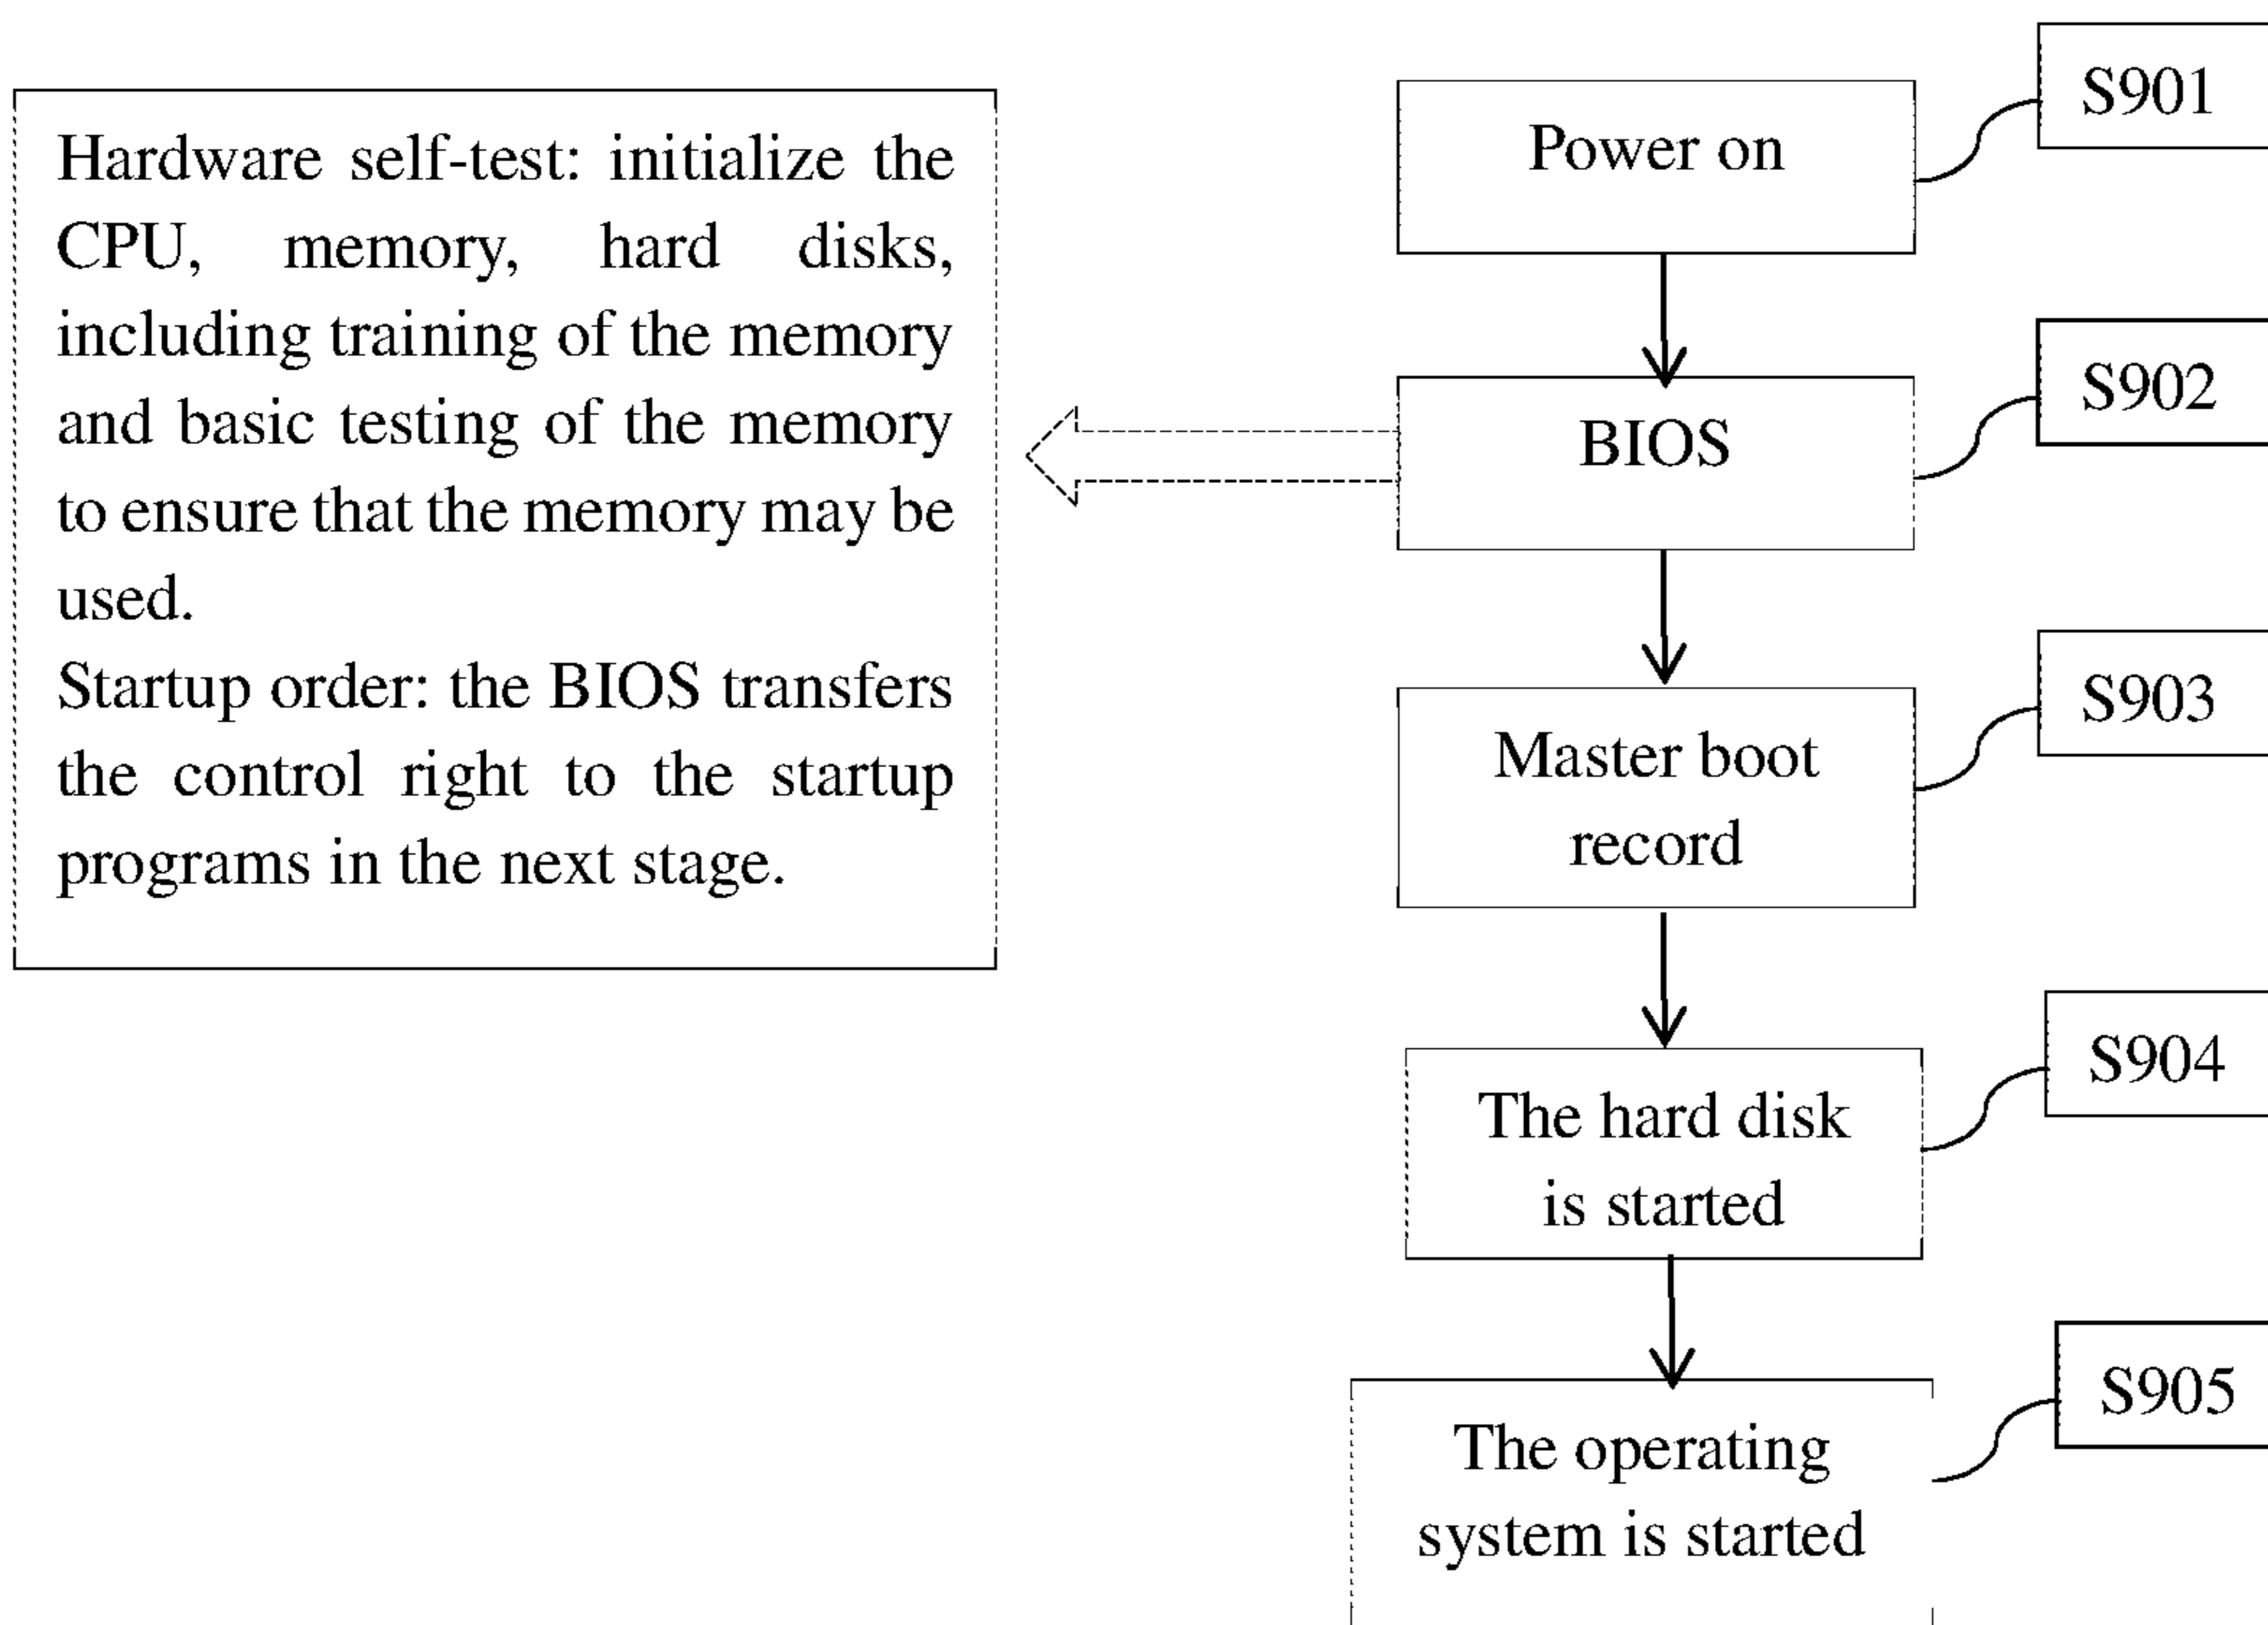 Hardware self-test: initialize the
CPU, memory, hard disks,
including training of the memory
and basic testing of the memory
to ensure that the memory may be
used.
Startup order: the BIOS transfers
the control right to the startup
programs in the next stage.
Power on
S901
BIOS
S902
Master boot
record
S903
The hard disk
is started
S904
The operating
system is started
S905